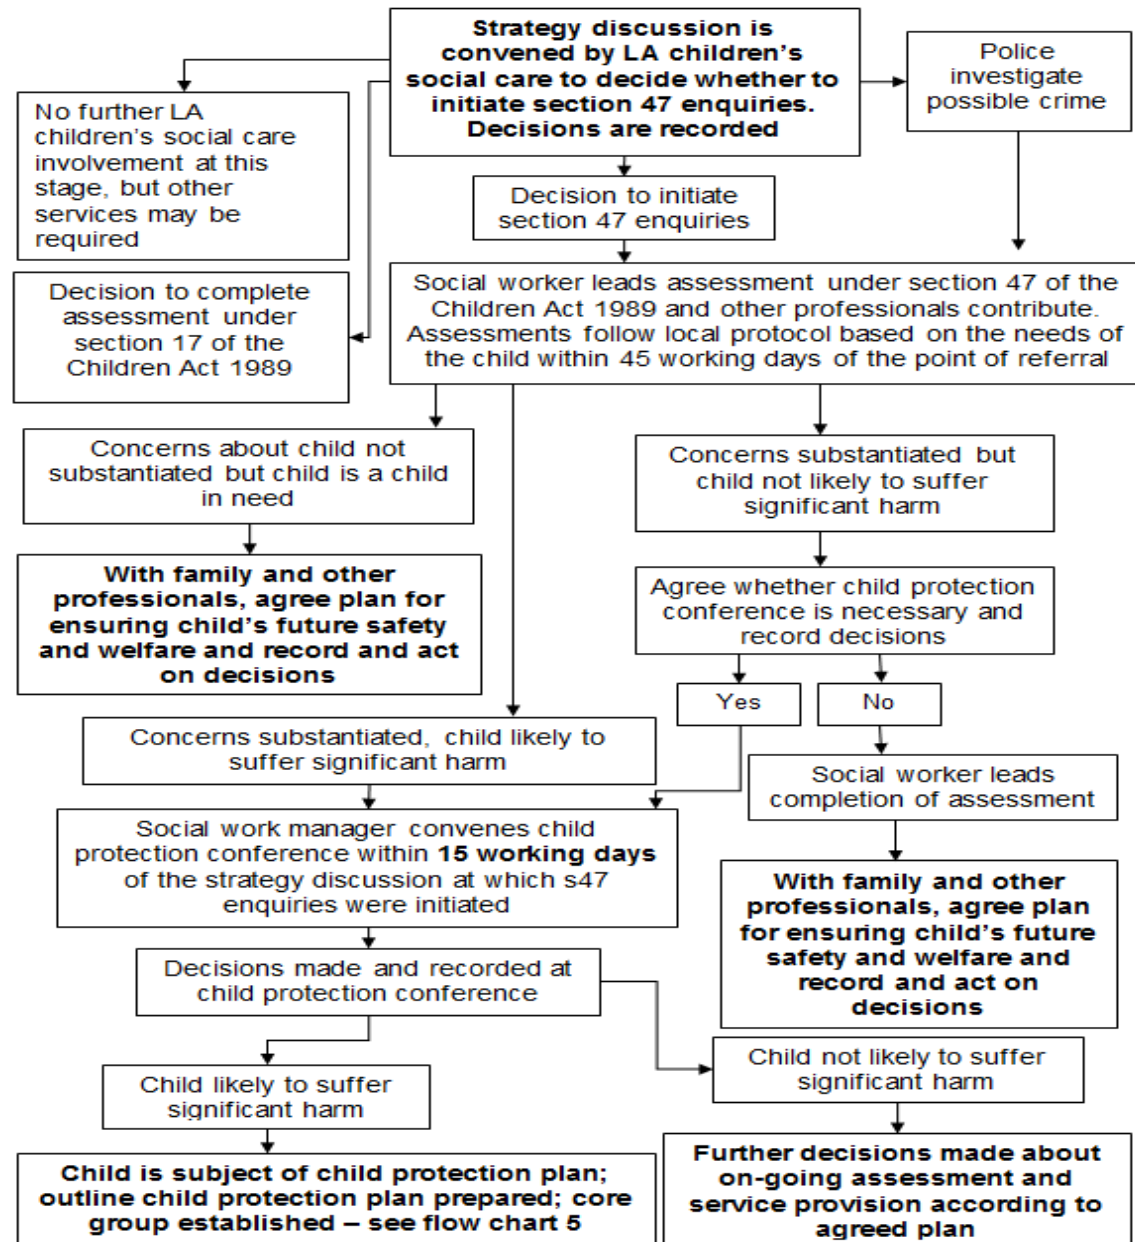 Strategy discussion is
convened by LA children's
social care to decide whether to
initiate section 47 enquiries.
Decisions are recorded
Police
investigate
possible crime
No further LA
children's social care
involvement at this
stage, but other
services may be
required
Decision to initiate
section 47 enquiries
Decision to complete
assessment under
section 17 of the
Children Act 1989
Social worker leads assessment under section 47 of the
Children Act 1989 and other professionals contribute.
Assessments follow local protocol based on the needs of
the child within 45 working days of the point of referral
Concerns about child not
substantiated but child is a child
in need
Concerns substantiated but
child not likely to suffer
significant harm
With family and other
professionals, agree plan for
ensuring child's future safety
and welfare and record and act
on decisions
Agree whether child protection
conference is necessary and
record decisions
Yes
No
Concerns substantiated, child likely to
suffer significant harm
Social worker leads
completion of assessment
Social work manager convenes child
protection conference within 15 working days
of the strategy discussion at which s47
enquiries were initiated
With family and other
professionals, agree plan
for ensuring child's future
safety and welfare and
record and act on
decisions
Decisions made and recorded at
child protection conference
Child not likely to suffer
significant harm
Child likely to suffer
significant harm
Child is subject of child protection plan;
outline child protection plan prepared; core
group established – see flow chart 5
Further decisions made about
on-going assessment and
service provision according to
agreed plan